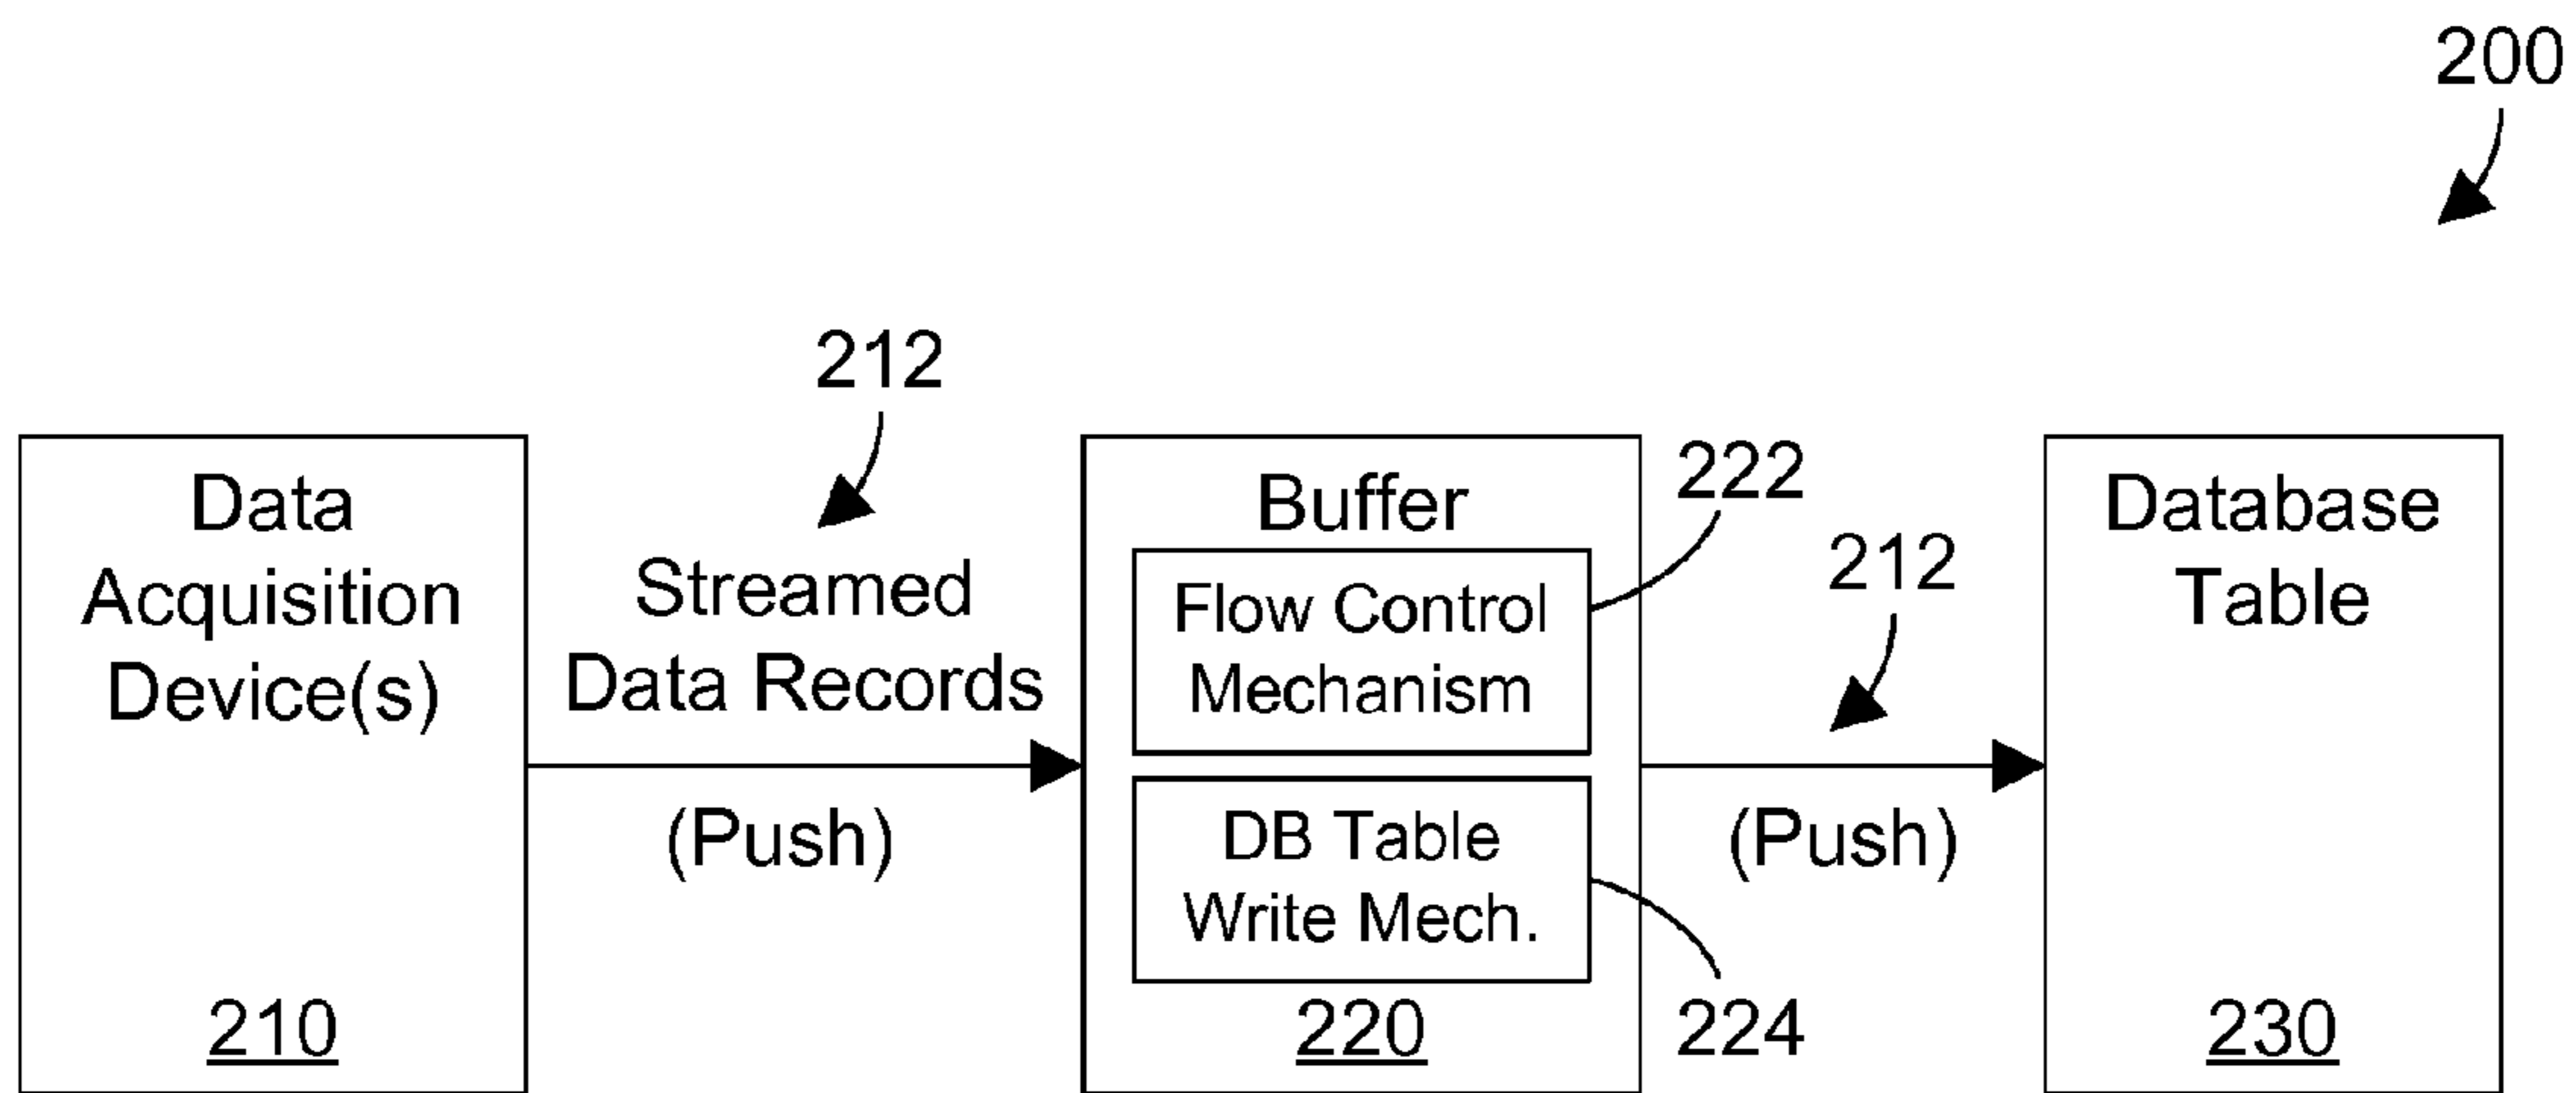 200
212
Data
Acquisition
Device(s)
210
Streamed
Data Records
(Push)
Buffer
Flow Control
Mechanism
222
DB Table
Write Mech.
224
220
212
(Push)
Database
Table
230